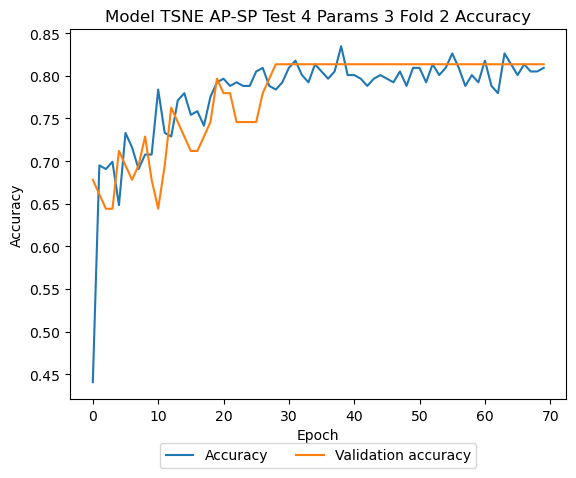 Model TSNE AP-SP Test 4 Params 3 Fold 2 Accuracy
0.85
0.80
0.75
0.70
0.65
0.60
0.55
0.50
0.45
Accuracy
0 10 20 30 40 50 60 70
Epoch
Accuracy Validation accuracy